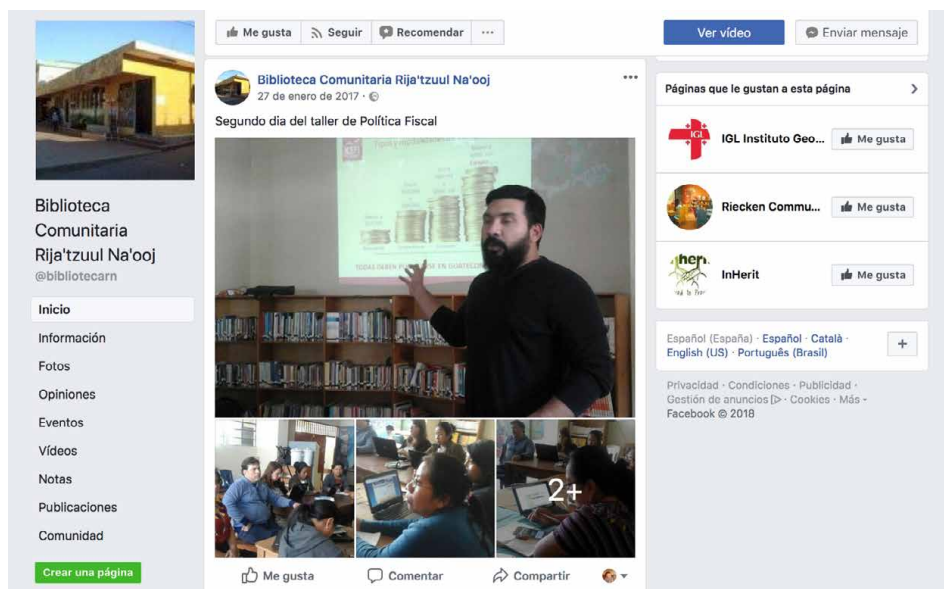 Biblioteca
Comunitaria
Rija'tzuul Na'ooj
@bibliotecarn
Inicio
Información
Fotos
Opiniones
Eventos
Vídeos
Notas
Publicaciones
Comunidad
Crear una página
Me gusta
Seguir
Recomendar
...
Ver vídeo
Enviar mensaje
Biblioteca Comunitaria Rija'tzuul Na'ooj
27 de enero de 2017 ·
Segundo dia del taller de Política Fiscal
TODAS DEBEN
EN
2+
Me gusta
Comentar
Compartir
Páginas que le gustan a esta página
IGL
IGL Instituto Geo...
Me gusta
Riecken Commu...
Me gusta
InHerit
Me gusta
Español (España) · Español · Català ·
English (US) · Português (Brasil)
+
Privacidad · Condiciones · Publicidad ·
Gestión de anuncios · Cookies · Más
Facebook © 2018